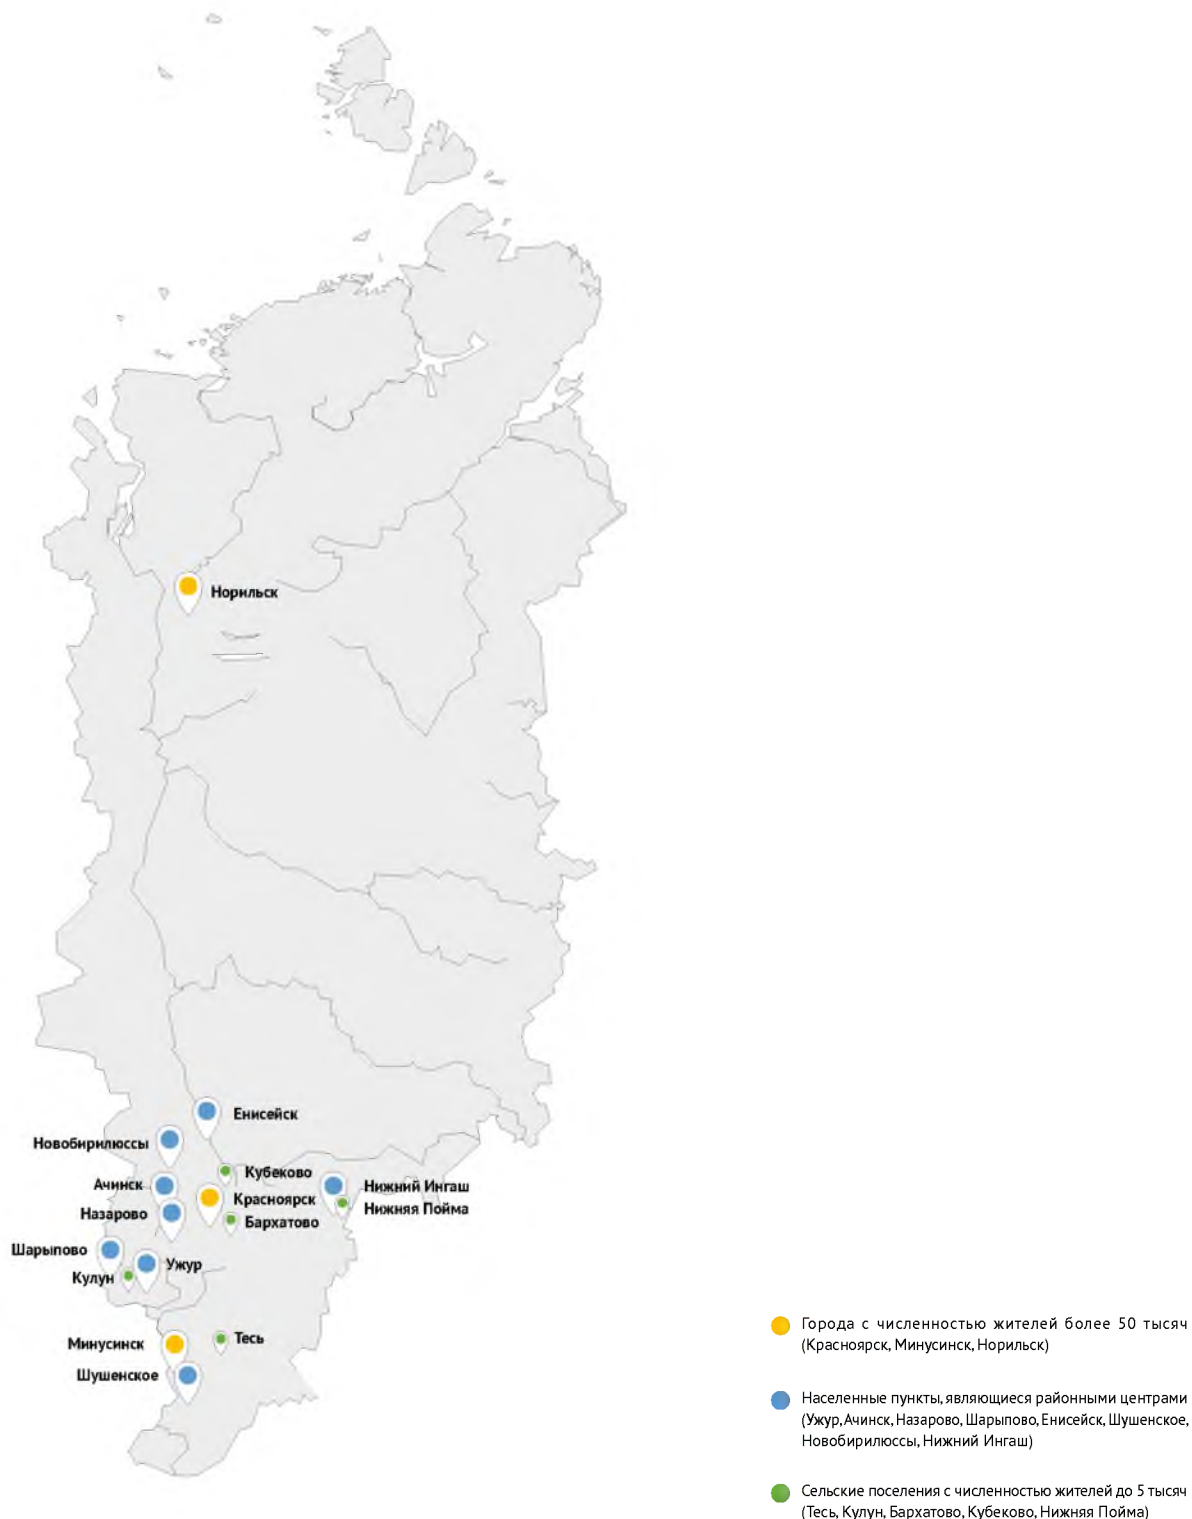 Норильск
Енисейск
Новобирилюссы
Кубеково
Ачинск
Нижний Ингаш
Красноярск
Назарово
Нижняя Пойма
Бархатово
Шарыпово
Ужур
Кулун
Тесь
Минусинск
Шушенское
Города с численностью жителей более 50 тысяч
(Красноярск, Минусинск, Норильск)
Населенные пункты, являющиеся районными центрами
(Ужур, Ачинск, Назарово, Шарыпово, Енисейск, Шушенское,
Новобирилюссы, Нижний Ингаш)
Сельские поселения с численностью жителей до 5 тысяч
(Тесь, Кулун, Бархатово, Кубеково, Нижняя Пойма)